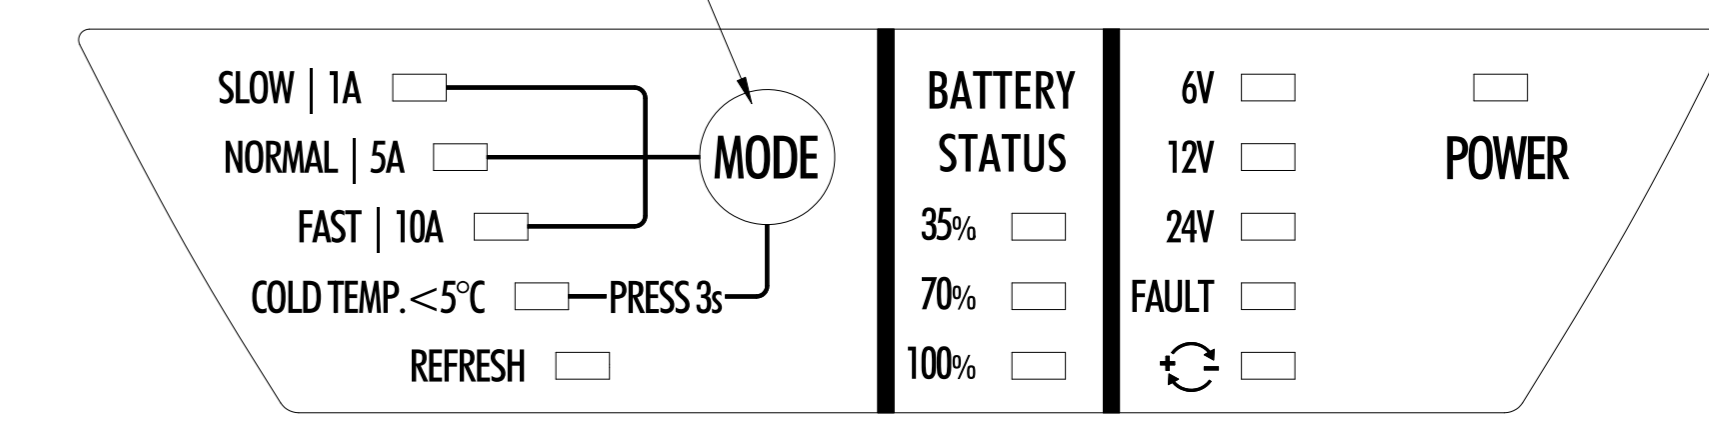 SLOW | 1A
NORMAL | 5A
FAST | 10A
COLD TEMP. <5°C
PRESS 3s
REFRESH
MODE
BATTERY
STATUS
35%
70%
100%
6V
12V
24V
FAULT
+ -
POWER